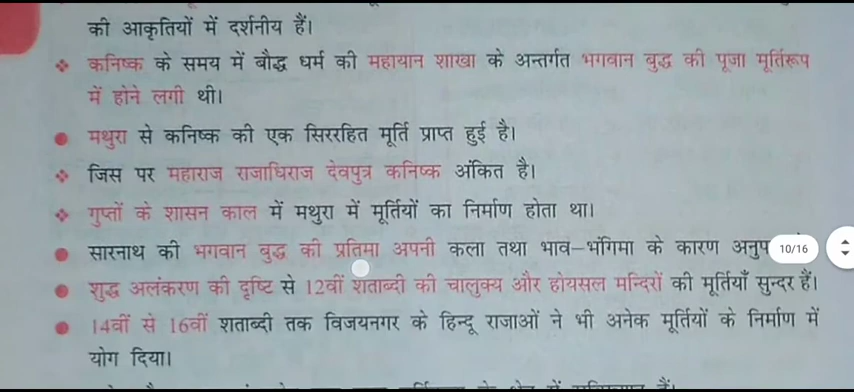 की आकृतियों में दर्शनीय हैं।
❖ कनिष्क के समय में बौद्ध धर्म की महायान शाखा के अन्तर्गत भगवान बुद्ध की पूजा मूर्तिरूप
में होने लगी थी।
● मथुरा से कनिष्क की एक सिररहित मूर्ति प्राप्त हुई है।
❖ जिस पर महाराज राजाधिराज देवपुत्र कनिष्क अंकित है।
❖ गुप्तों के शासन काल में मथुरा में मूर्तियों का निर्माण होता था।
● सारनाथ की भगवान बुद्ध की प्रतिमा अपनी कला तथा भाव-भंगिमा के कारण
10/16
● शुद्ध अलंकरण की दृष्टि से 12वीं शताब्दी की चालुक्य और होयसल मन्दिरों की मूर्तियाँ सुन्दर हैं।
● 14वीं से 16वीं शताब्दी तक विजयनगर के हिन्दू राजाओं ने भी अनेक मूर्तियों के निर्माण में
योग दिया।